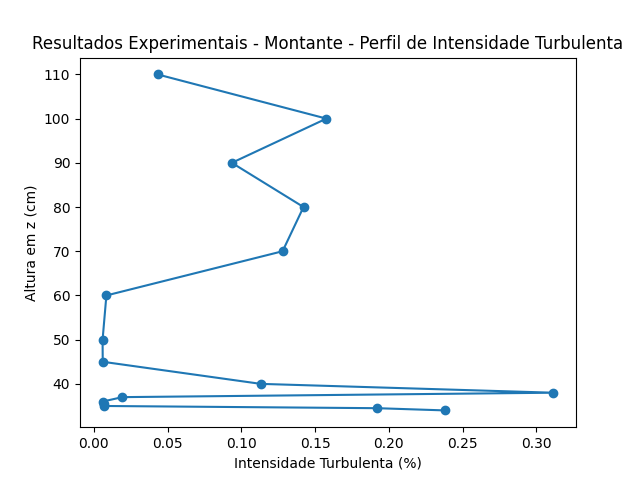 Resultados Experimentais - Montante - Perfil de Intensidade Turbulenta
110
100
90
80
70
60
50
40
Altura em z (cm)
0.00 0.05 0.10 0.15 0.20 0.25 0.30
Intensidade Turbulenta (%)